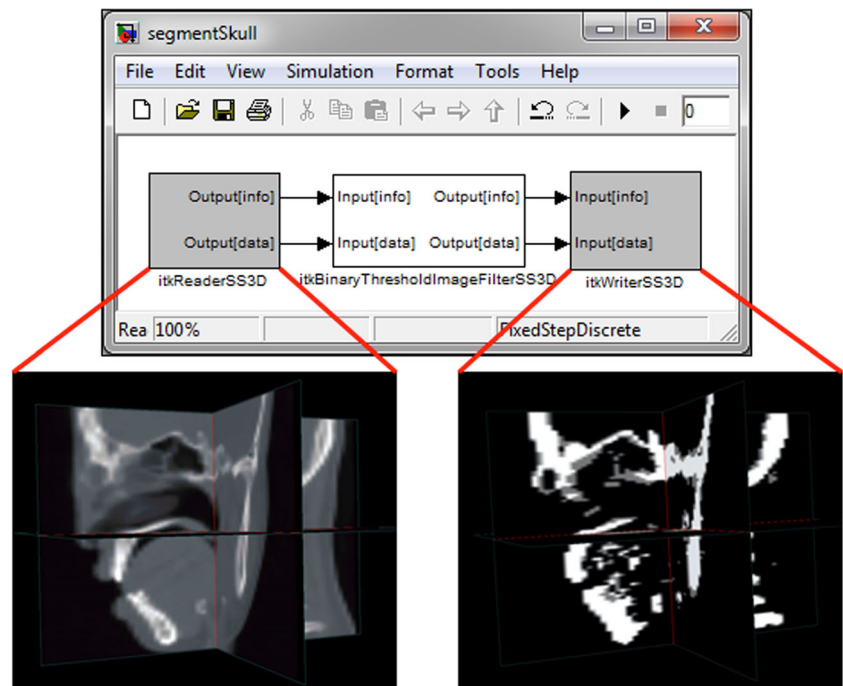 segmentSkull
File Edit View Simulation Format Tools Help
0
Output[info] Input[info] Output[info] Input[info]
Output[data] Input[data] Output[data] Input[data]
itkReaderSS3D itkBinaryThresholdImageFilterSS3D itkWriterSS3D
Rea 100% FixedStepDiscrete